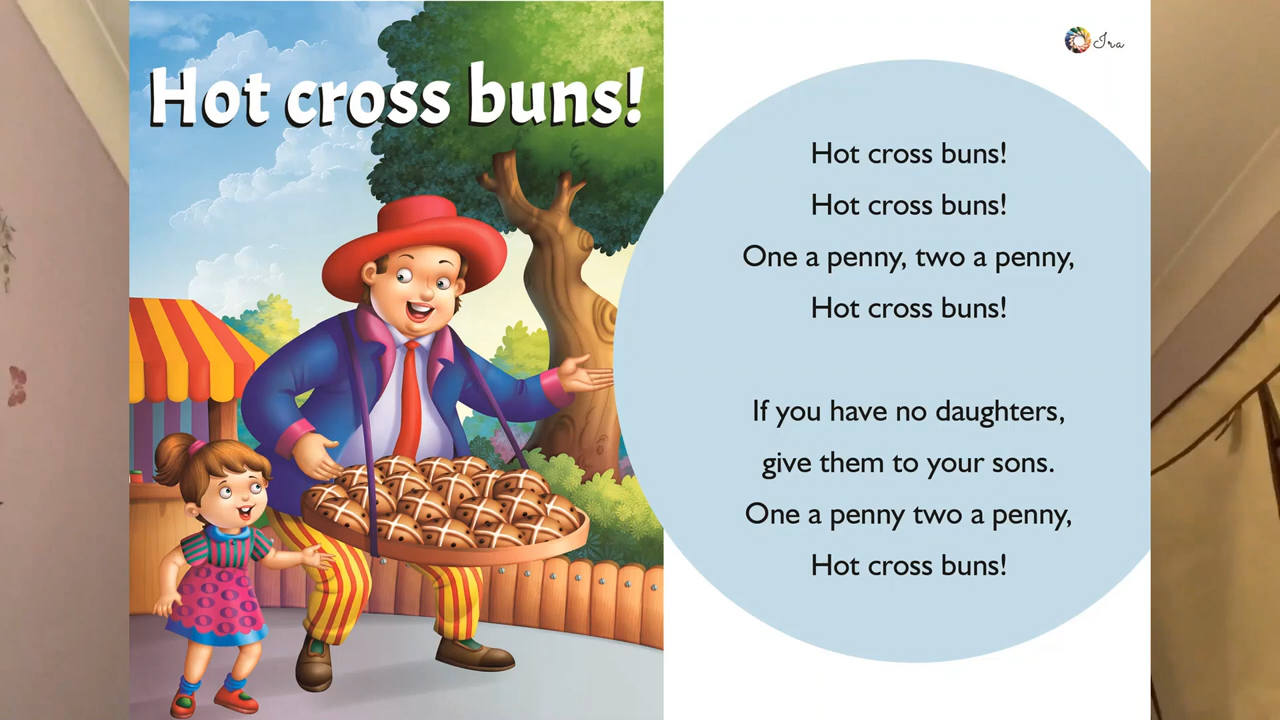 Hot cross buns!
Ira
Hot cross buns!
Hot cross buns!
One a penny, two a penny,
Hot cross buns!
If you have no daughters,
give them to your sons.
One a penny two a penny,
Hot cross buns!